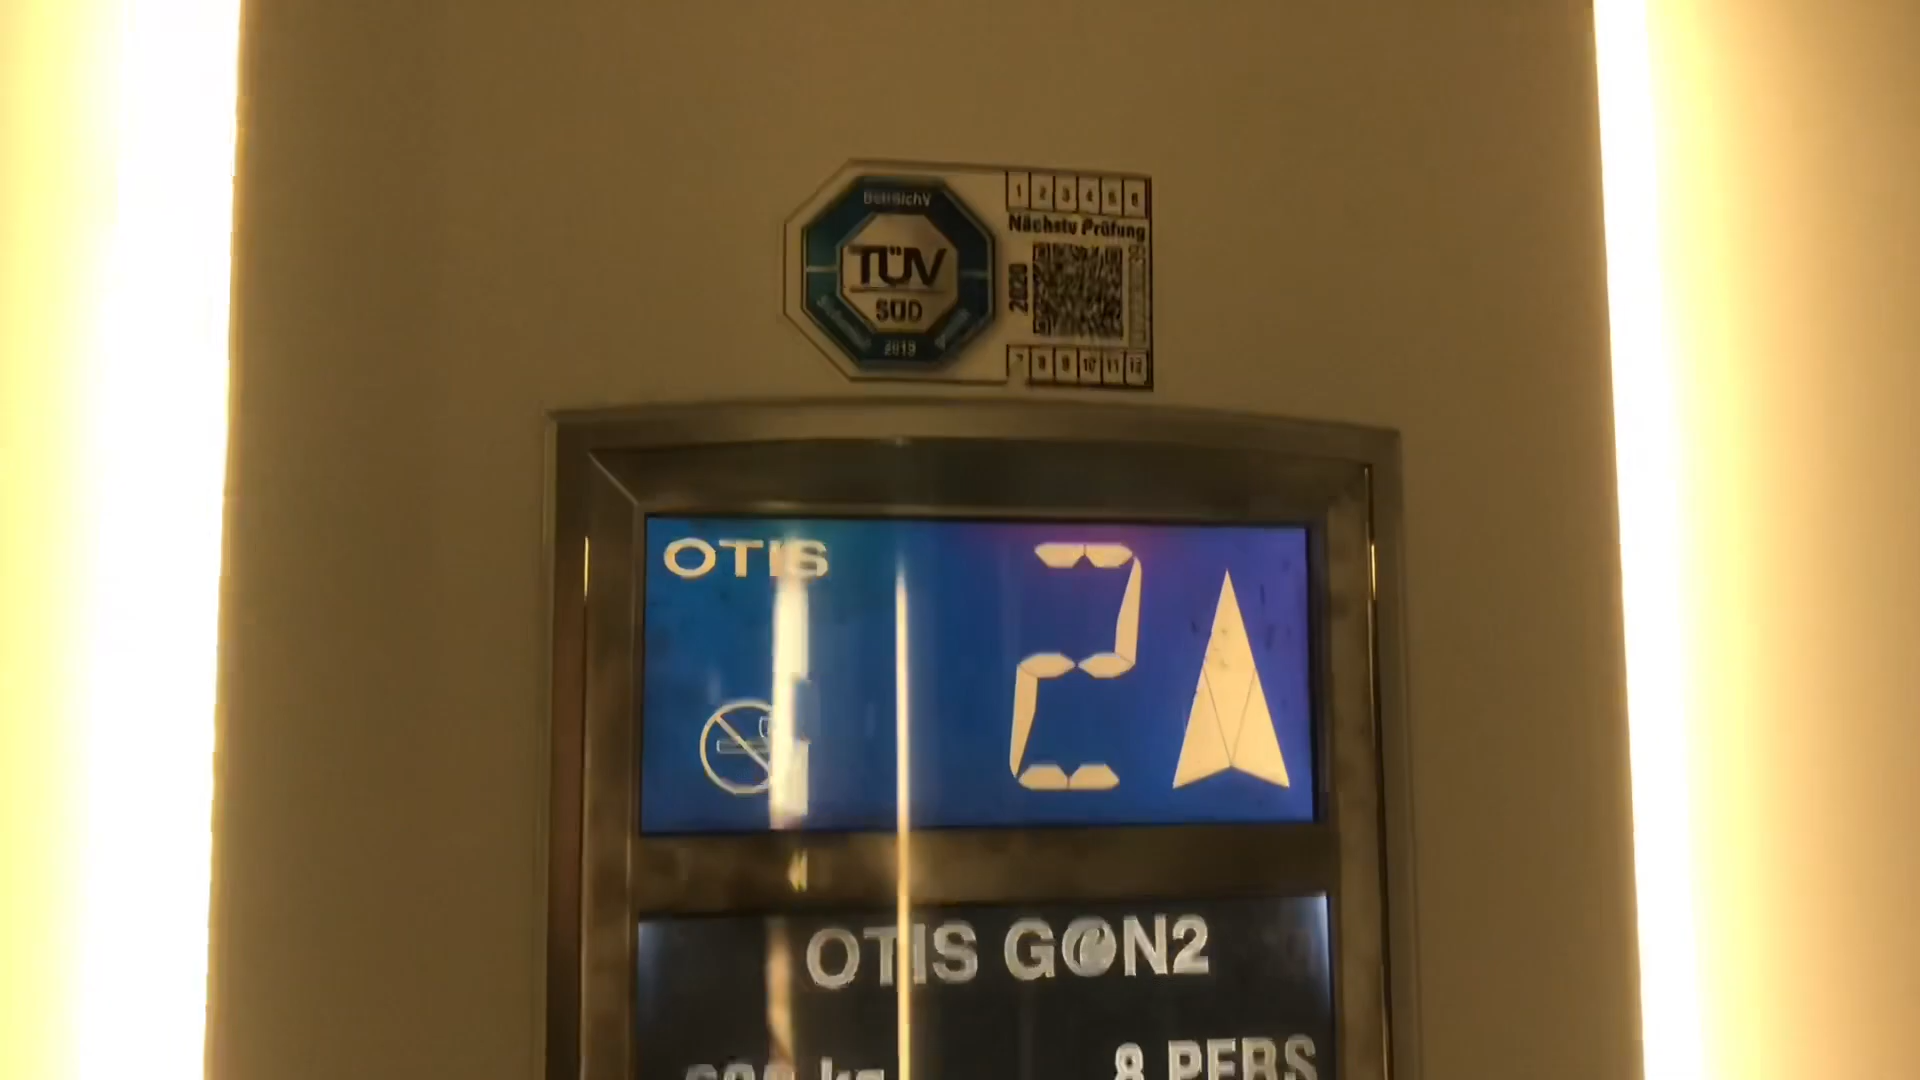 1 2 3 4 5 6
BetrSichV
Nächste Prüfung
TÜV
SÜD
2020
2019
7 8 9 10 11 12
OTIS
2
OTIS GEN2
kg
8 PERS